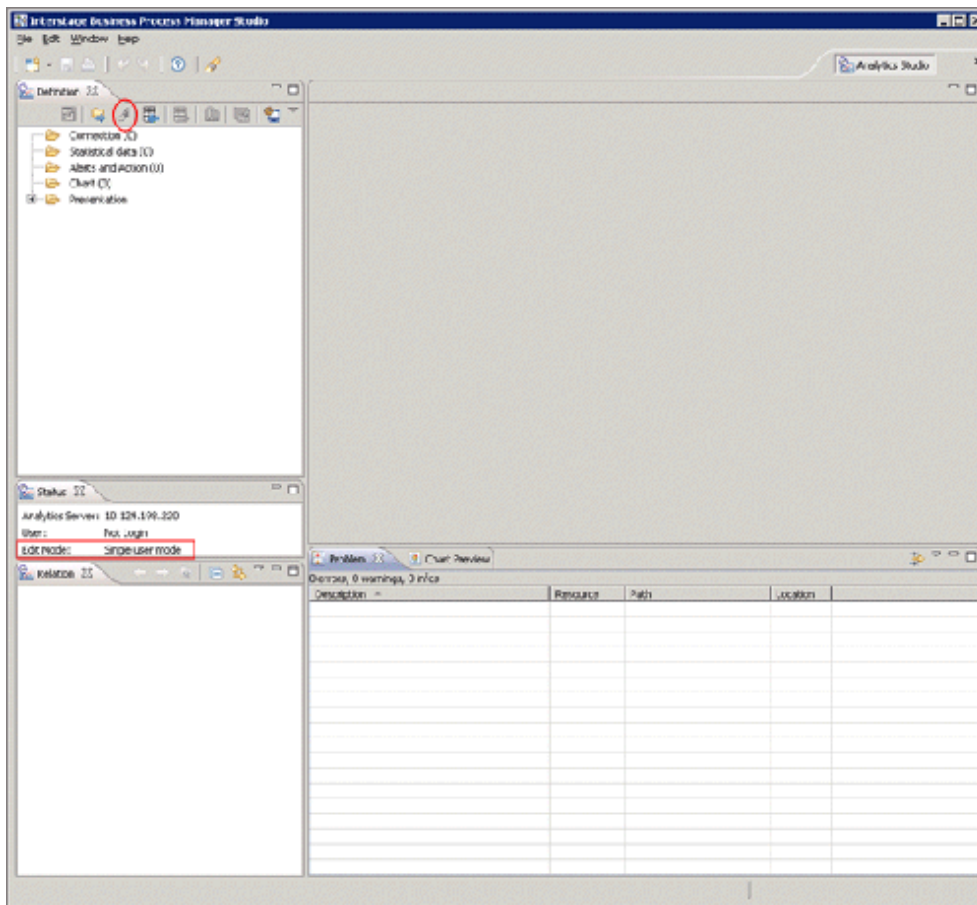 Interstage Business Process Manager Studio
File Edit Window Help
Analytics Studio
Definition
Connection (0)
Statistical data (0)
Alerts and Action (0)
Chart (0)
Presentation
Status
Analytics Server: 10.124.198.220
User: Not Login
Edit Mode: Single user mode
Relation
Problem Chart Preview
0 errors, 0 warnings, 0 infos
Description Resource Path Location